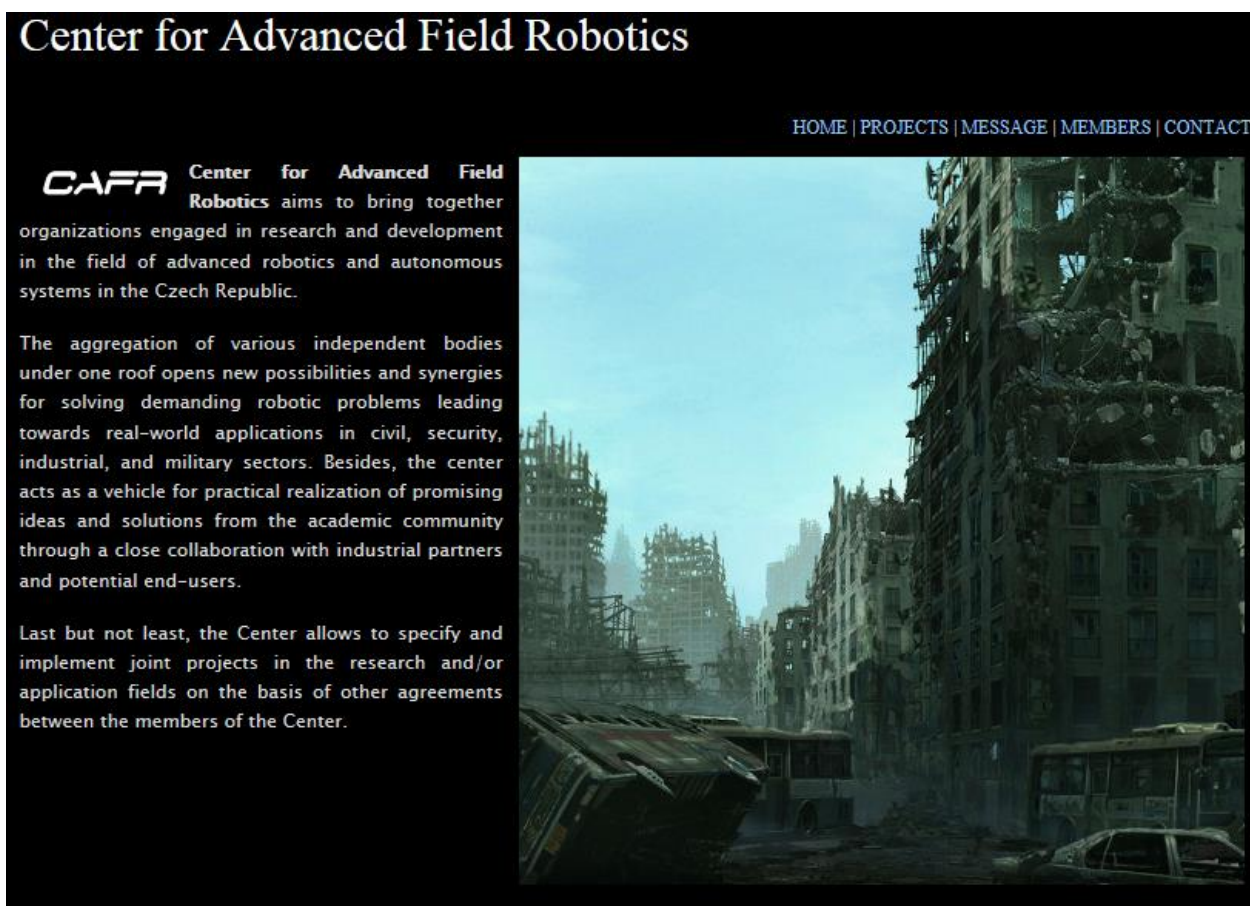 Center for Advanced Field Robotics
HOME | PROJECTS | MESSAGE | MEMBERS | CONTACT
CAFR Center for Advanced Field
Robotics aims to bring together
organizations engaged in research and development
in the field of advanced robotics and autonomous
systems in the Czech Republic.
The aggregation of various independent bodies
under one roof opens new possibilities and synergies
for solving demanding robotic problems leading
towards real-world applications in civil, security,
industrial, and military sectors. Besides, the center
acts as a vehicle for practical realization of promising
ideas and solutions from the academic community
through a close collaboration with industrial partners
and potential end-users.
Last but not least, the Center allows to specify and
implement joint projects in the research and/or
application fields on the basis of other agreements
between the members of the Center.